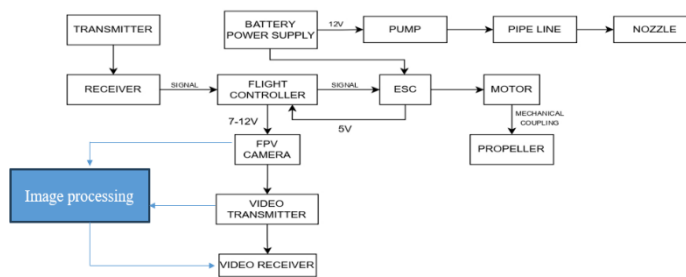 TRANSMITTER
BATTERY
POWER SUPPLY
12V
PUMP
PIPE LINE
NOZZLE
RECEIVER
SIGNAL
FLIGHT
CONTROLLER
SIGNAL
ESC
MOTOR
7-12V
5V
MECHANICAL
COUPLING
FPV
CAMERA
PROPELLER
Image processing
VIDEO
TRANSMITTER
VIDEO RECEIVER